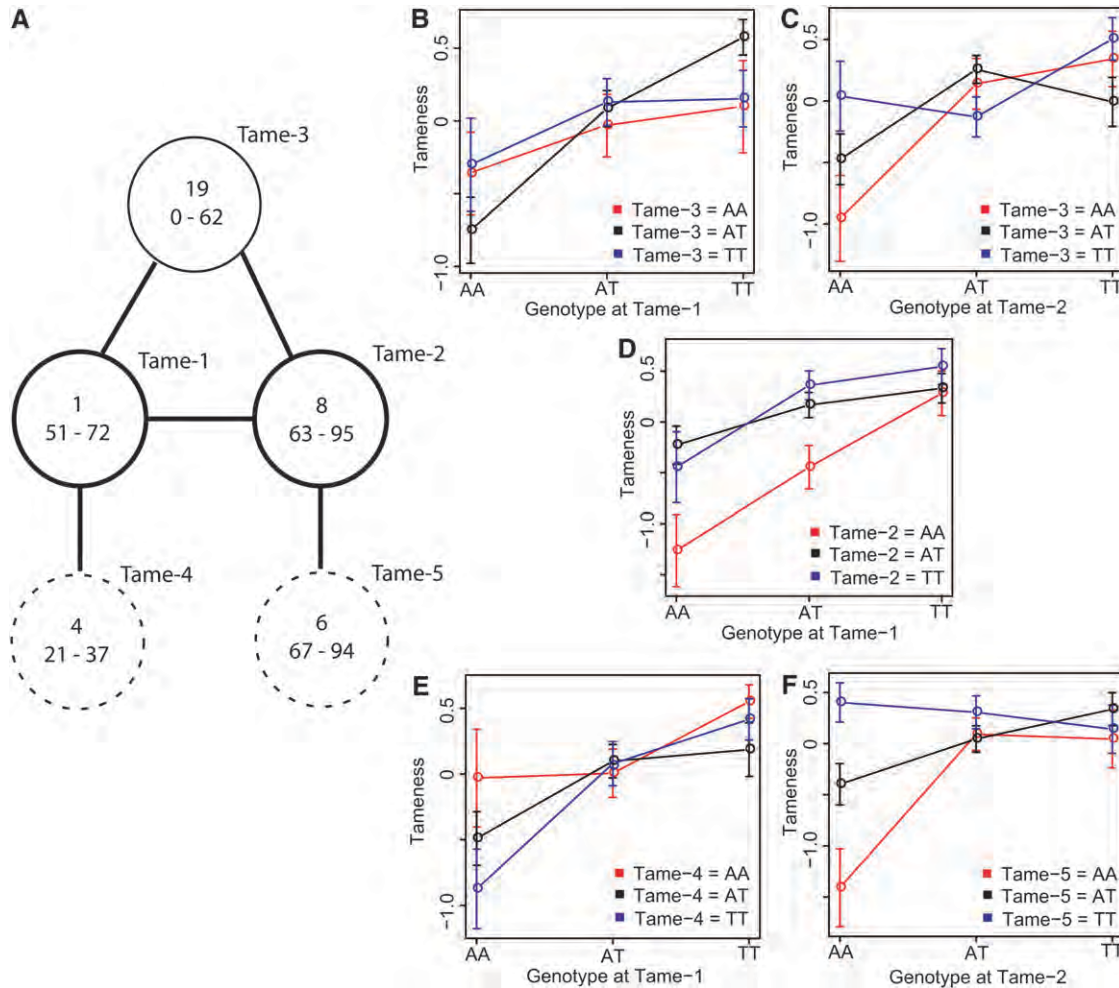 A
Tame-3
19
0 - 62
Tame-1
1
51 - 72
Tame-2
8
63 - 95
Tame-4
4
21 - 37
Tame-5
6
67 - 94
B
Tameness
0.5
0
−1.0
Tame−3 = AA
Tame−3 = AT
Tame−3 = TT
AA AT TT
Genotype at Tame−1
C
Tameness
0.5
0
−1.0
Tame−3 = AA
Tame−3 = AT
Tame−3 = TT
AA AT TT
Genotype at Tame−2
D
Tameness
0.5
0
−1.0
Tame−2 = AA
Tame−2 = AT
Tame−2 = TT
AA AT TT
Genotype at Tame−1
E
Tameness
0.5
0
−1.0
Tame−4 = AA
Tame−4 = AT
Tame−4 = TT
AA AT TT
Genotype at Tame−1
F
Tameness
0.5
0
−1.0
Tame−5 = AA
Tame−5 = AT
Tame−5 = TT
AA AT TT
Genotype at Tame−2